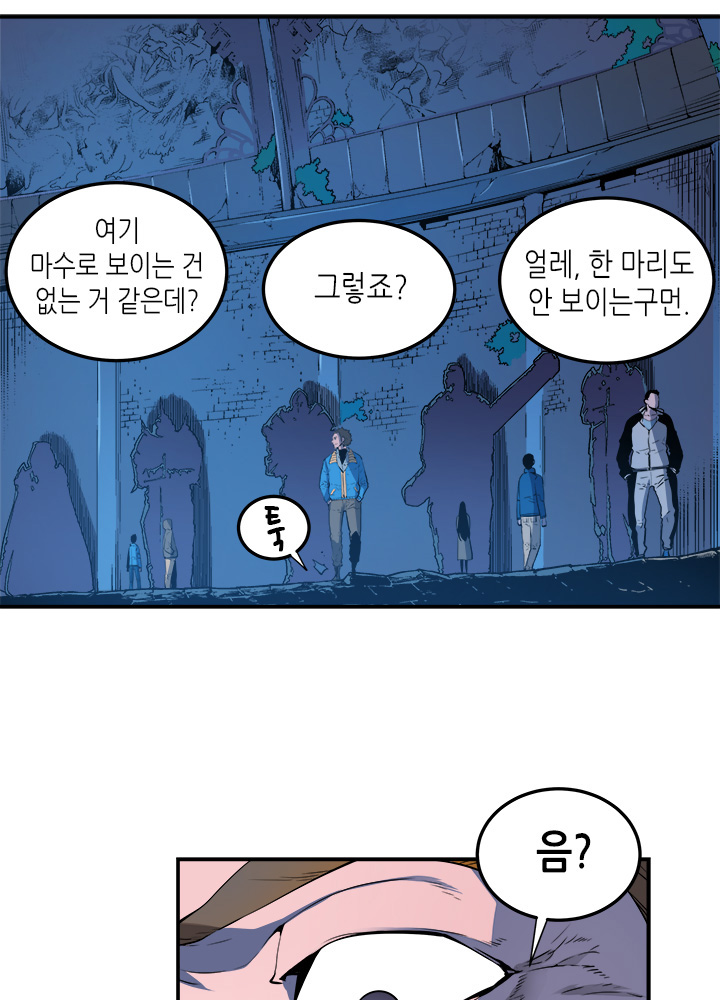 여기
마수로 보이는 건
없는 거 같은데?
그렇죠?
얼레, 한 마리도
안 보이는구먼.
툭
음?